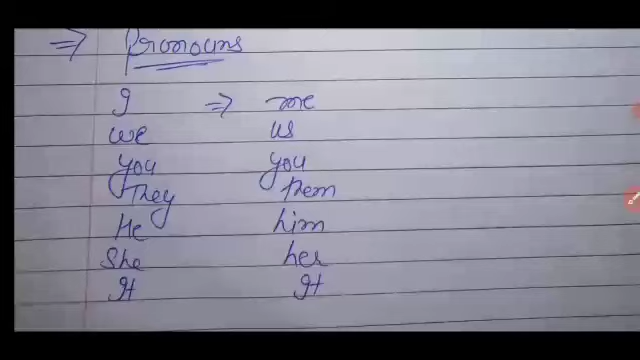 ⇒ Pronouns
I ⇒ me
we us
you you
They them
He him
She her
It It